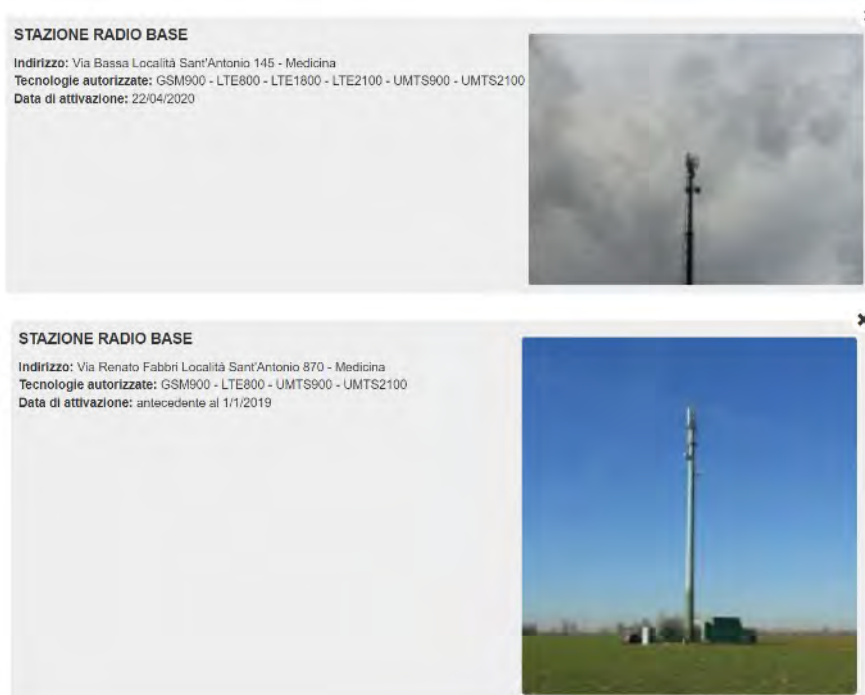 STAZIONE RADIO BASE
Indirizzo: Via Bassa Località Sant'Antonio 145 - Medicina
Tecnologie autorizzate: GSM900 - LTE800 - LTE1800 - LTE2100 - UMTS900 - UMTS2100
Data di attivazione: 22/04/2020
STAZIONE RADIO BASE
Indirizzo: Via Renato Fabbri Località Sant'Antonio 870 - Medicina
Tecnologie autorizzate: GSM900 - LTE800 - UMTS900 - UMTS2100
Data di attivazione: antecedente al 1/1/2019